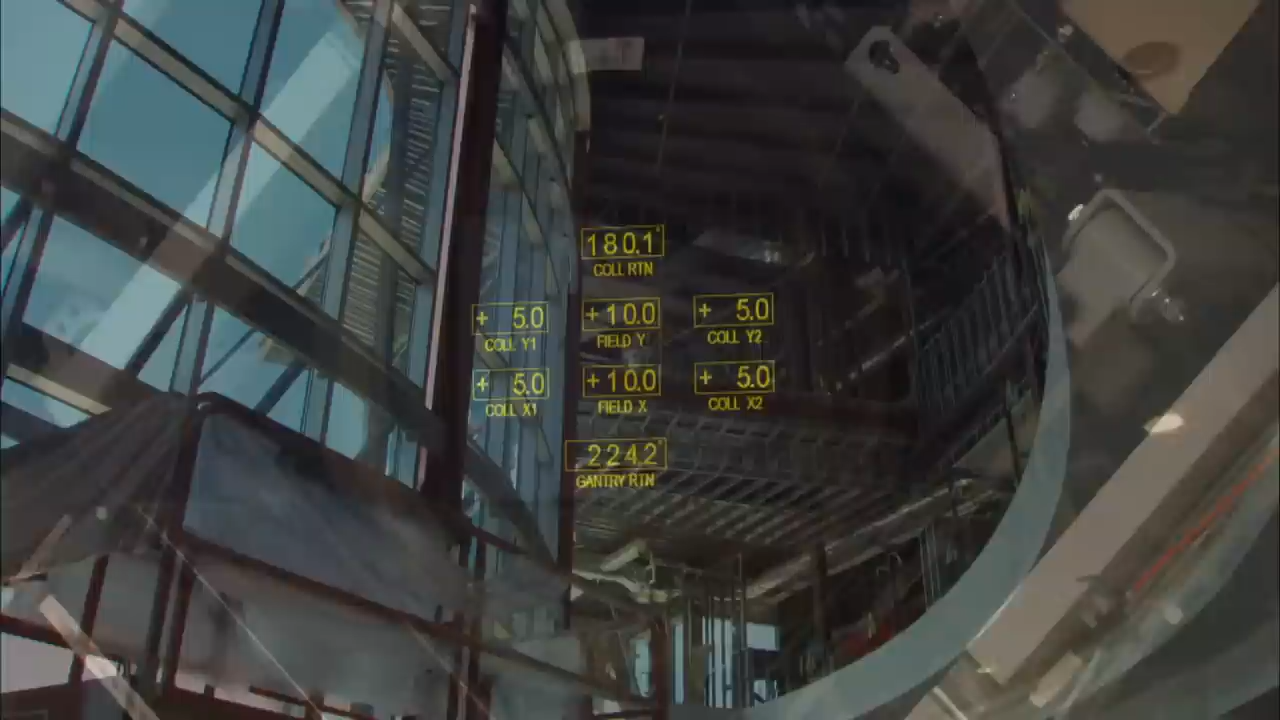 180.1°
COLL RTN
+ 5.0 +10.0 + 5.0
COLL Y1 FIELD Y COLL Y2
+ 5.0 +10.0 + 5.0
COLL X1 FIELD X COLL X2
224.2°
GANTRY RTN